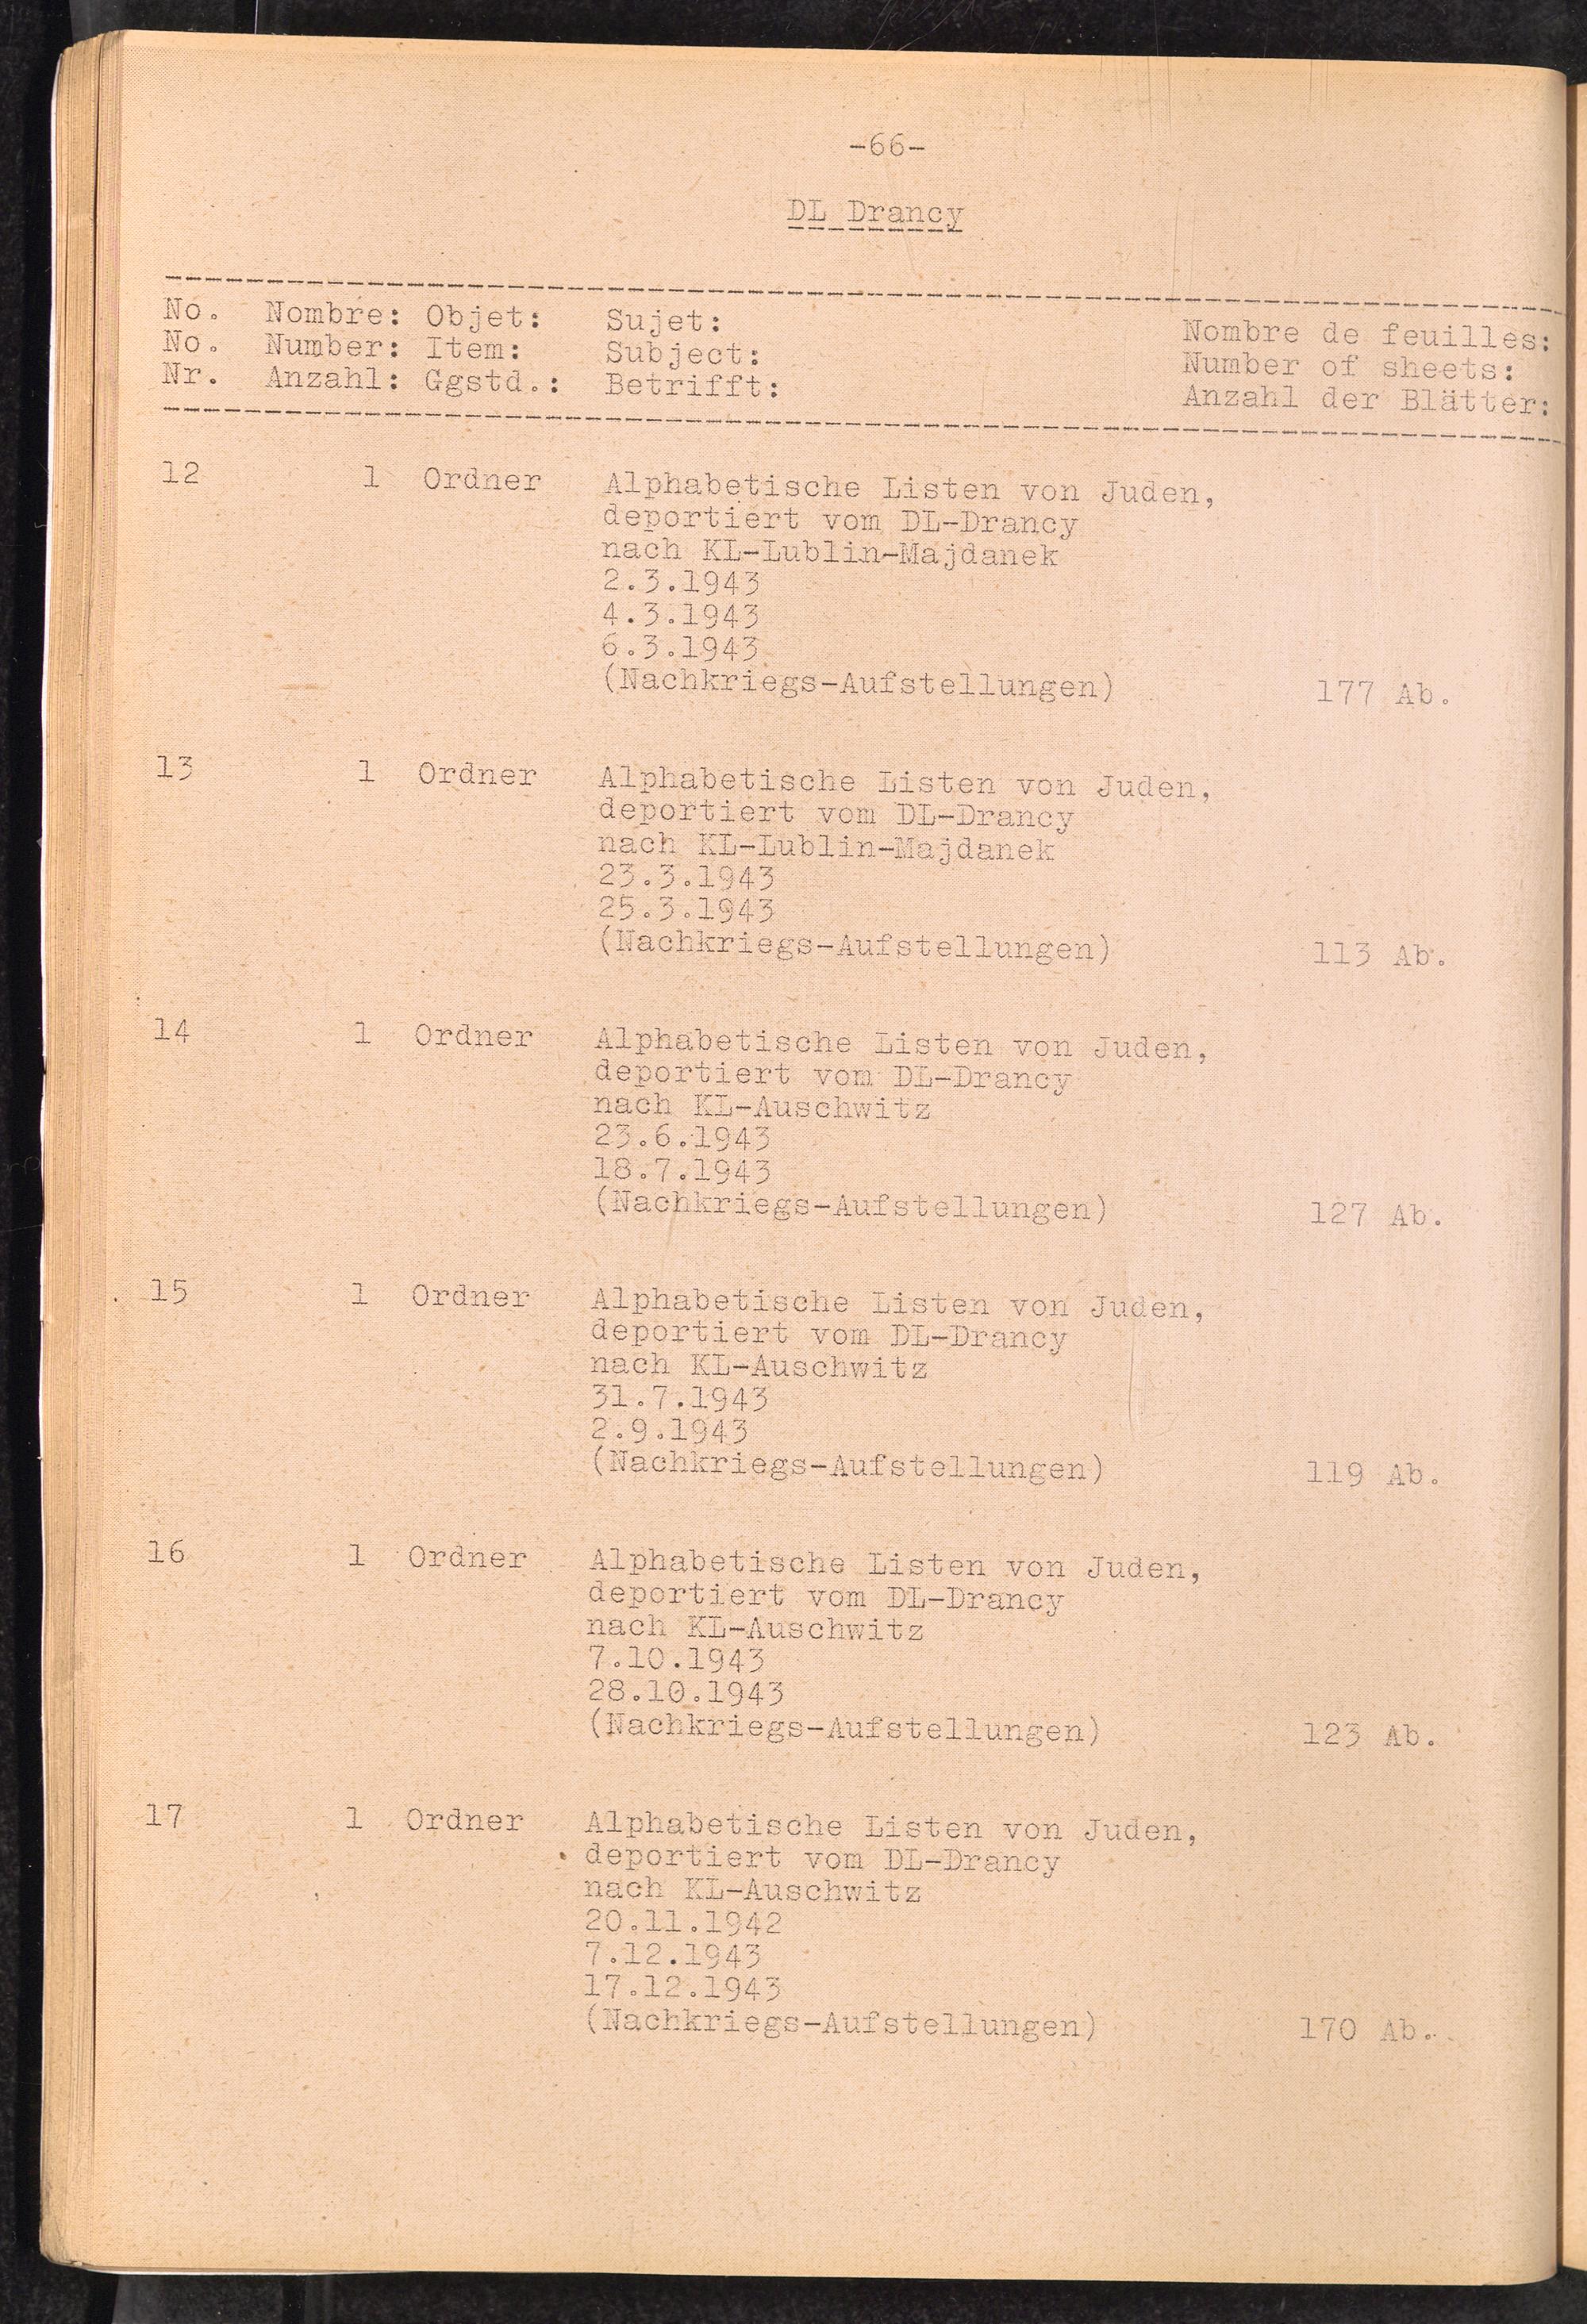 -66-
DL Drancy
No. Nombre: Objet: Sujet: Nombre de feuilles:
No. Number: Item: Subject: Number of sheets:
Nr. Anzahl: Ggstd.: Betrifft: Anzahl der Blätter:
12 1 Ordner Alphabetische Listen von Juden,
deportiert vom DL-Drancy
nach KL-Lublin-Majdanek
2.3.1943
4.3.1943
6.3.1943
(Nachkriegs-Aufstellungen) 177 Ab.
13 1 Ordner Alphabetische Listen von Juden,
deportiert vom DL-Drancy
nach KL-Lublin-Majdanek
23.3.1943
25.3.1943
(Nachkriegs-Aufstellungen) 113 Ab.
14 1 Ordner Alphabetische Listen von Juden,
deportiert vom DL-Drancy
nach KL-Auschwitz
23.6.1943
18.7.1943
(Nachkriegs-Aufstellungen) 127 Ab.
15 1 Ordner Alphabetische Listen von Juden,
deportiert vom DL-Drancy
nach KL-Auschwitz
31.7.1943
2.9.1943
(Nachkriegs-Aufstellungen) 119 Ab.
16 1 Ordner Alphabetische Listen von Juden,
deportiert vom DL-Drancy
nach KL-Auschwitz
7.10.1943
28.10.1943
(Nachkriegs-Aufstellungen) 123 Ab.
17 1 Ordner Alphabetische Listen von Juden,
deportiert vom DL-Drancy
nach KL-Auschwitz
20.11.1942
7.12.1943
17.12.1943
(Nachkriegs-Aufstellungen) 170 Ab.